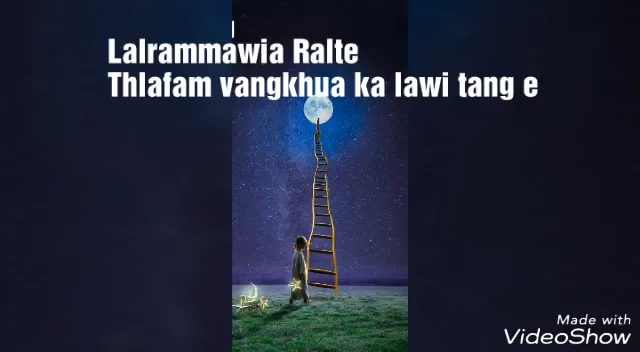 Lalrammawia Ralte
Thlafam vangkhua ka lawi tang e
Made with
VideoShow